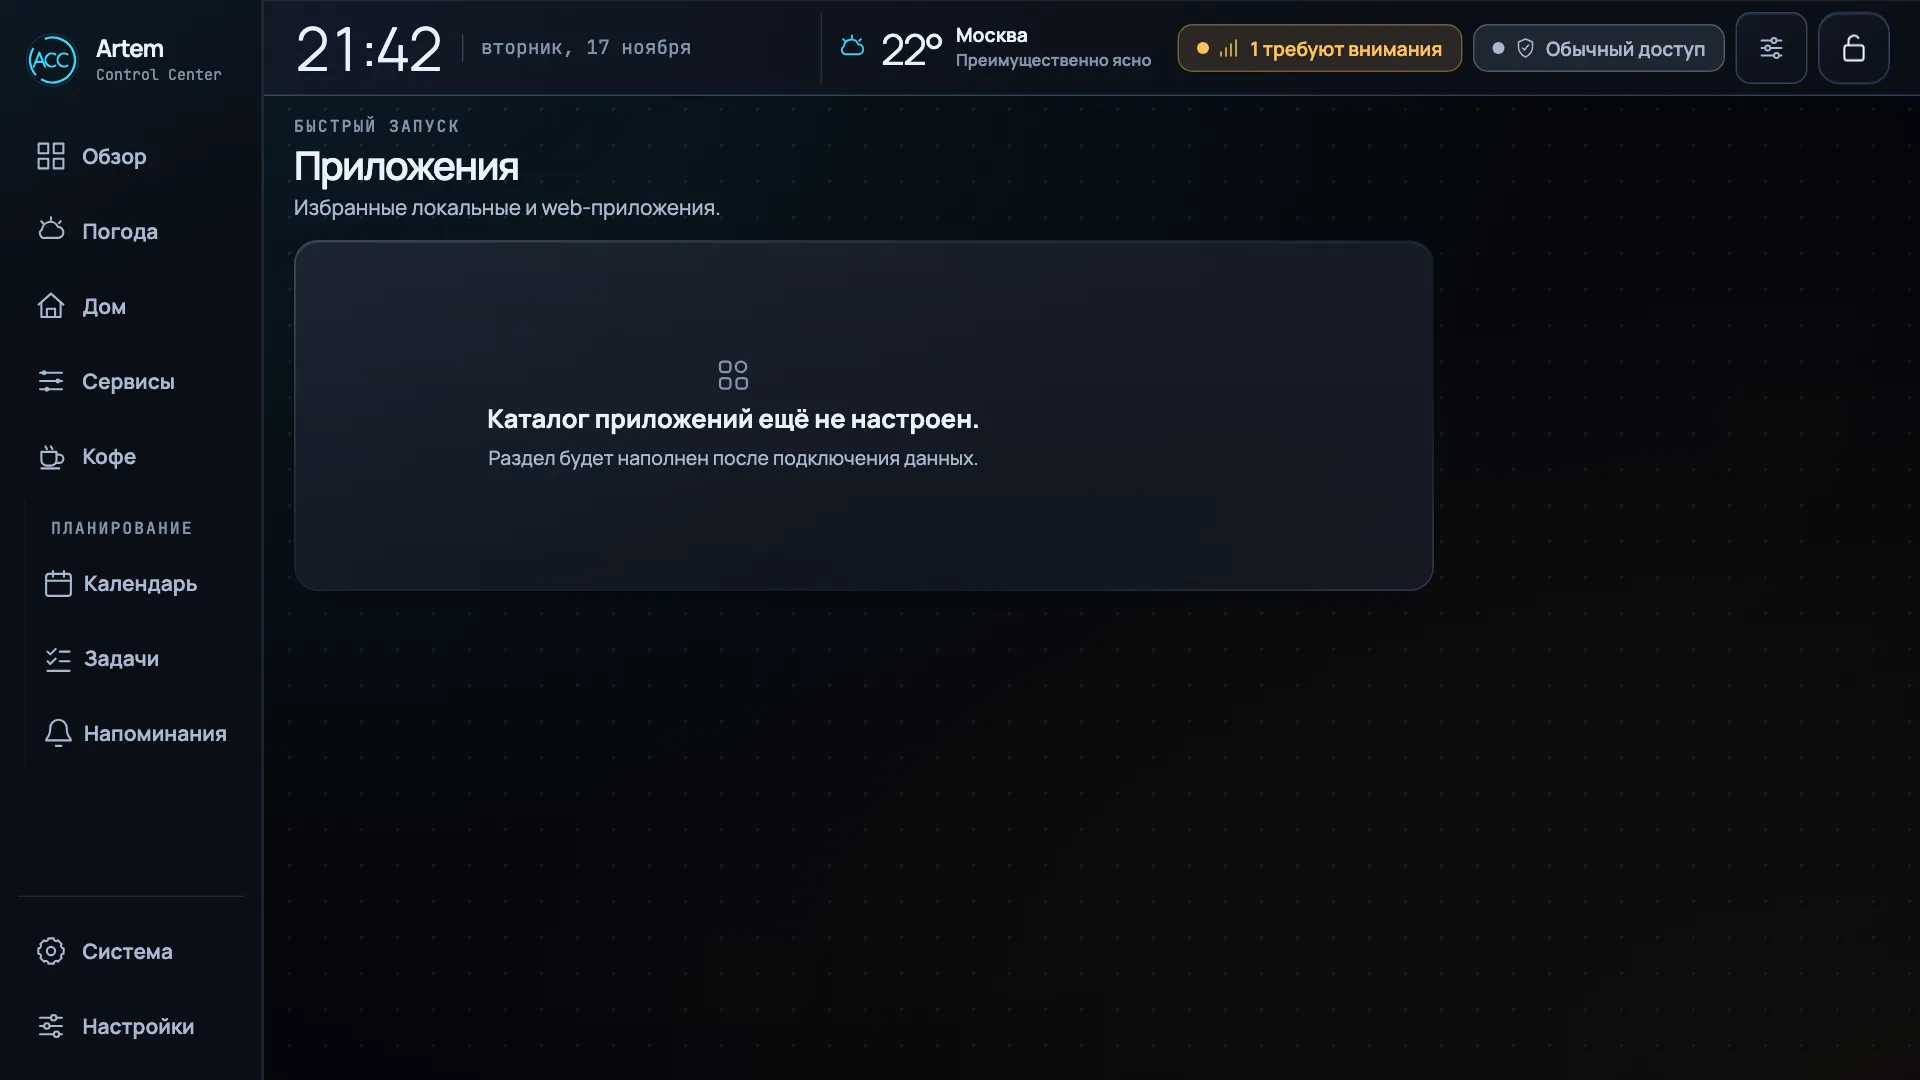 ACC
Artem
Control Center
Обзор
Погода
Дом
Сервисы
Кофе
ПЛАНИРОВАНИЕ
Календарь
Задачи
Напоминания
Система
Настройки
21:42
вторник, 17 ноября
22°
Москва
Преимущественно ясно
1 требуют внимания
Обычный доступ
БЫСТРЫЙ ЗАПУСК
Приложения
Избранные локальные и web-приложения.
Каталог приложений ещё не настроен.
Раздел будет наполнен после подключения данных.